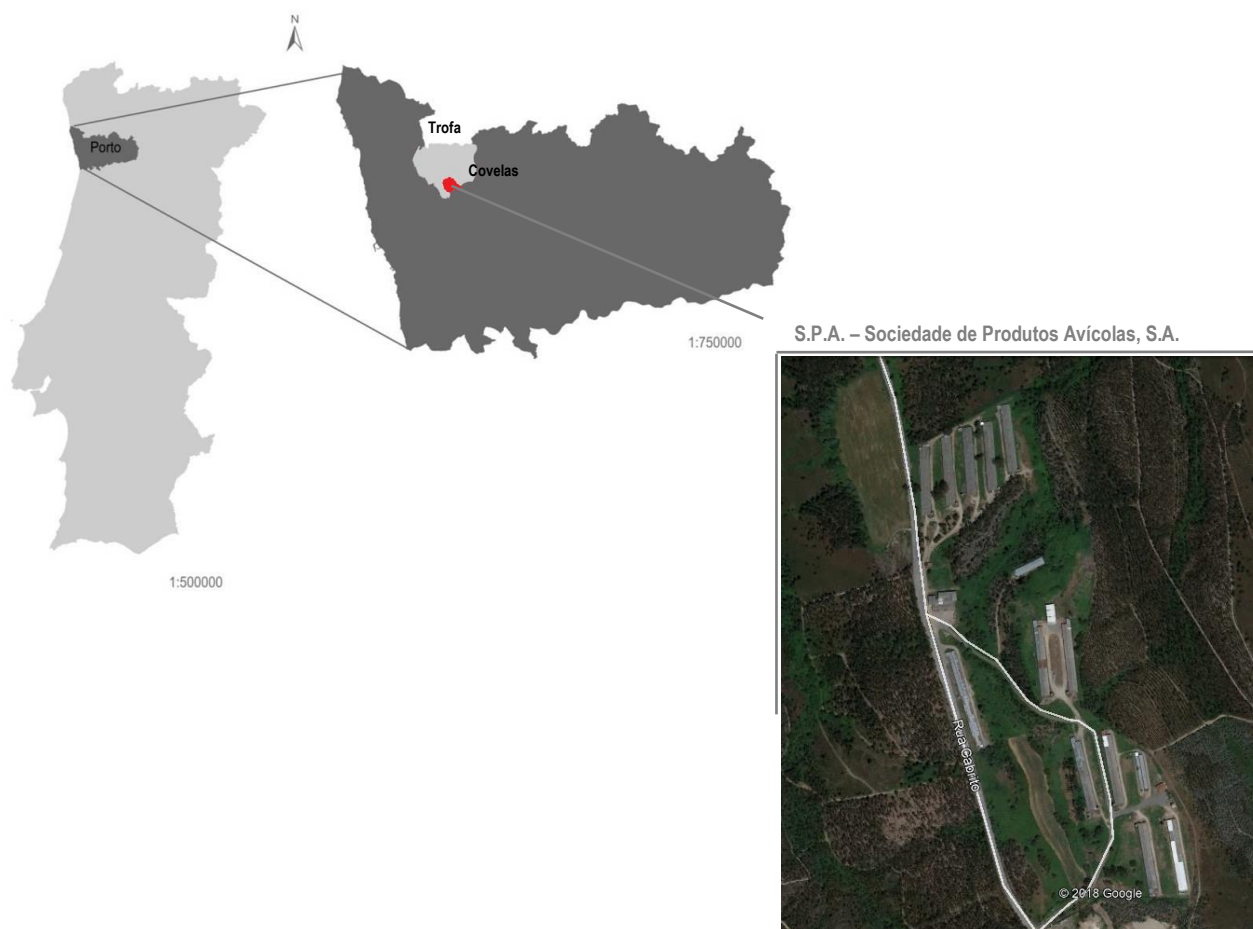 N
Porto
Trofa
Covelas
1:750000
1:500000
S.P.A. – Sociedade de Produtos Avícolas, S.A.
Rua Cabrito
© 2018 Google